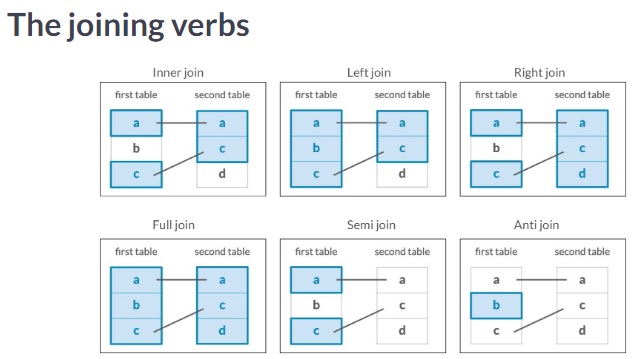 The joining verbs
Inner join
first table second table
a a
b c
c d
Left join
first table second table
a a
b c
c d
Right join
first table second table
a a
b c
c d
Full join
first table second table
a a
b c
c d
Semi join
first table second table
a a
b c
c d
Anti join
first table second table
a a
b c
c d